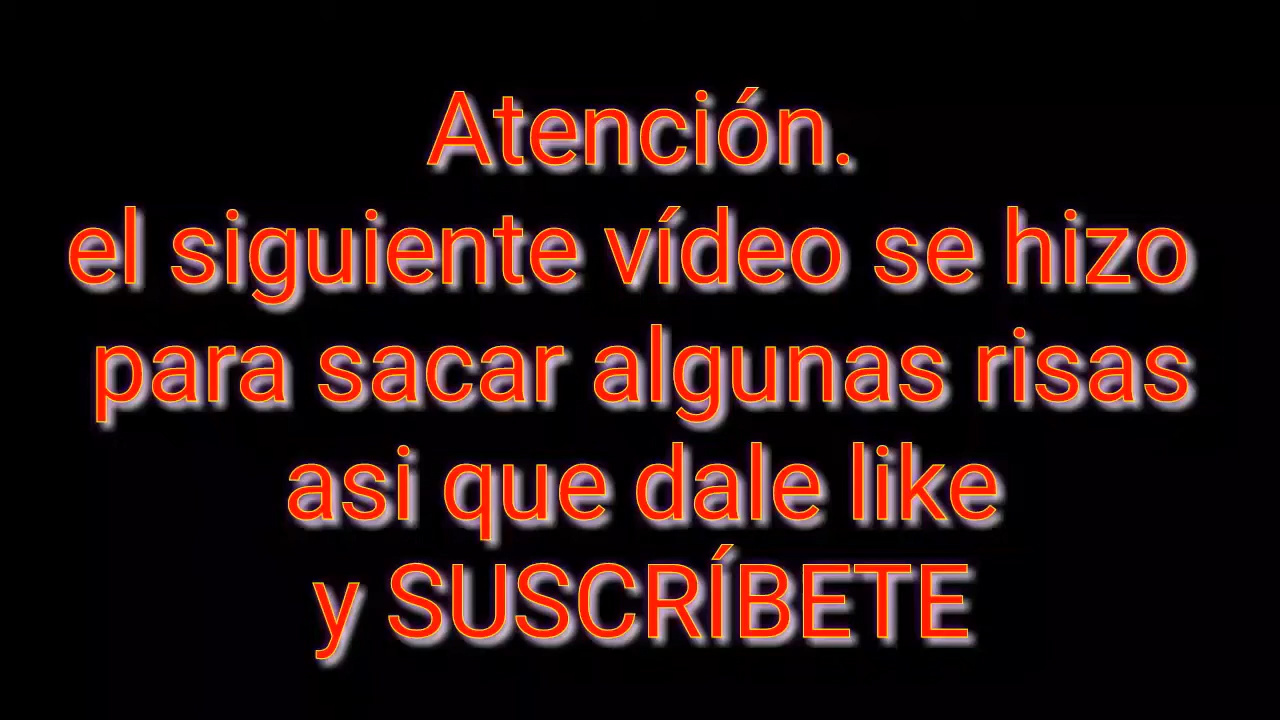 Atención.
el siguiente vídeo se hizo
para sacar algunas risas
asi que dale like
y SUSCRÍBETE